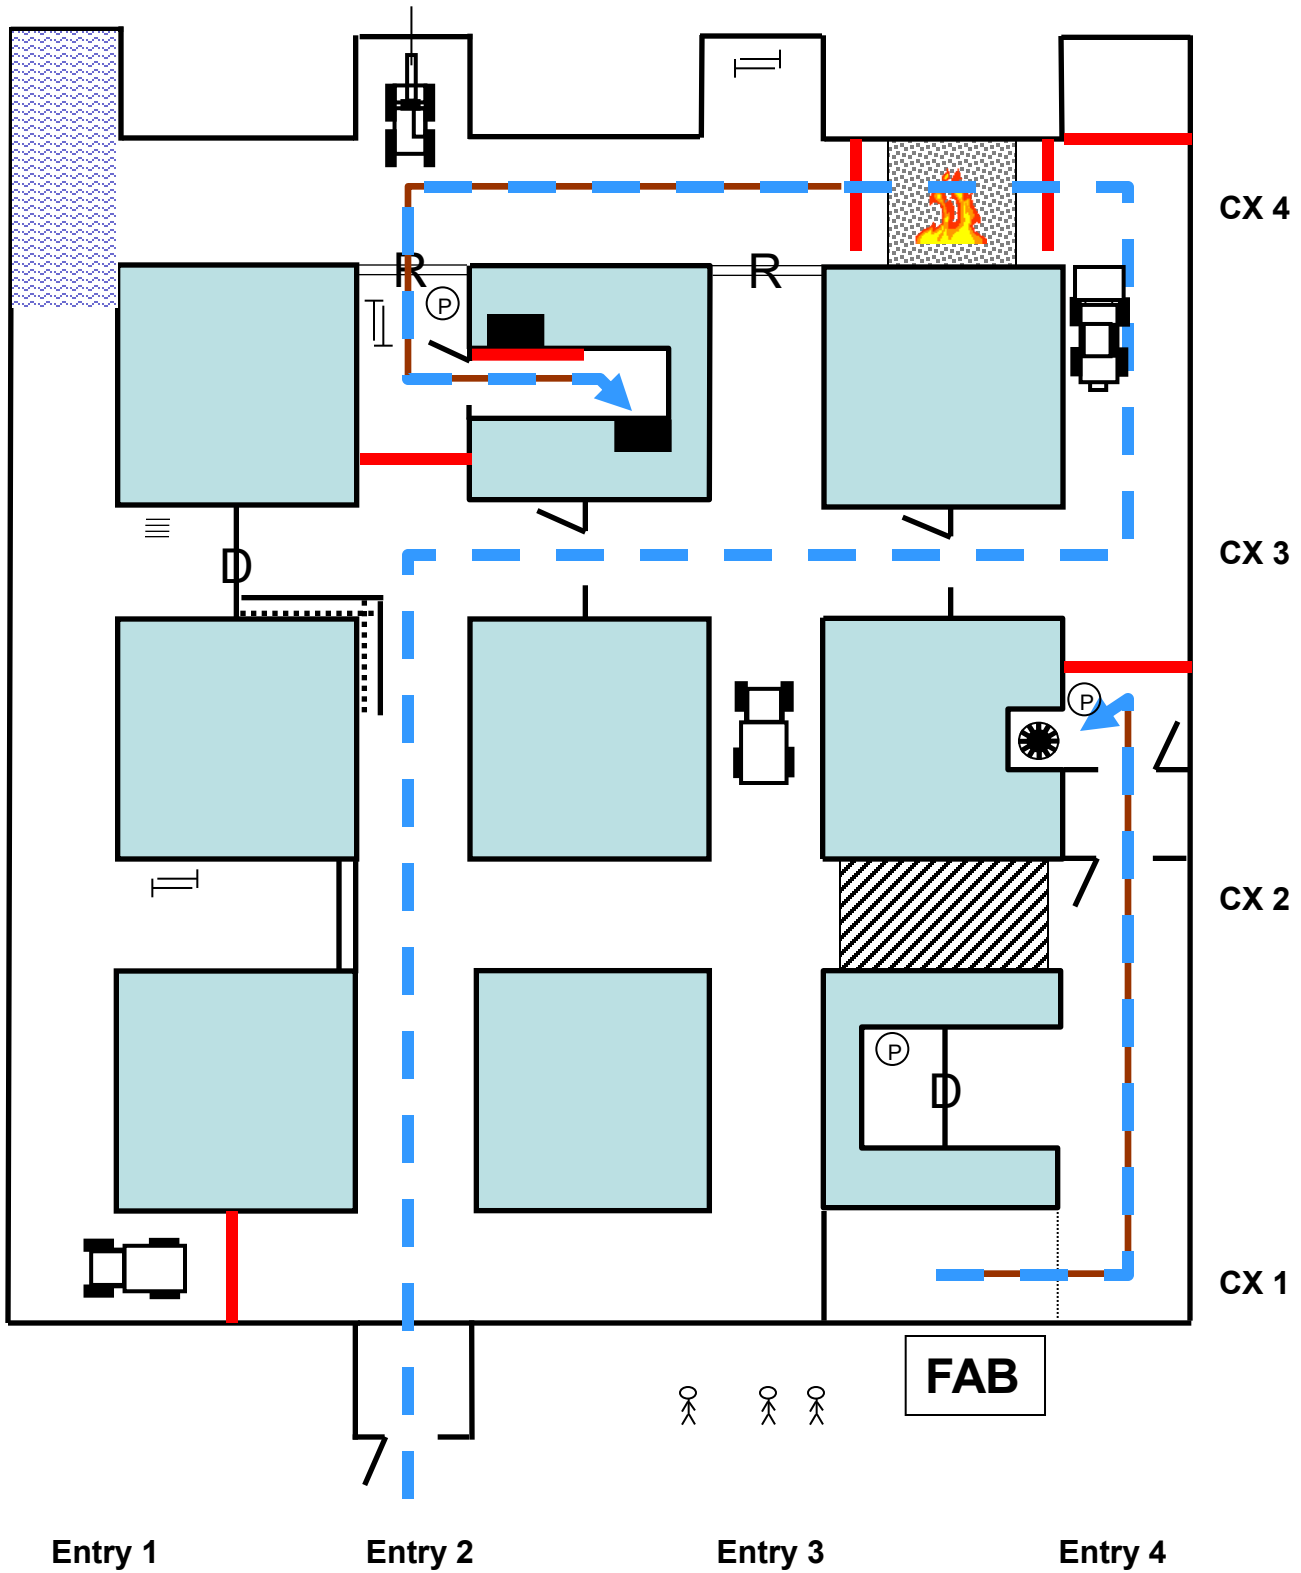 CX 4
R
R
P
CX 3
D
P
CX 2
P
D
CX 1
FAB
Entry 1
Entry 2
Entry 3
Entry 4